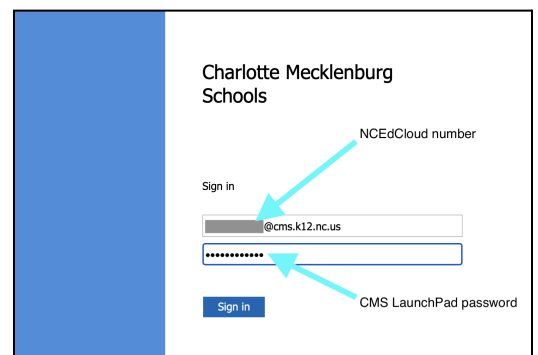 Charlotte Mecklenburg
Schools
NCEdCloud number
Sign in
@cms.k12.nc.us
••••••••••••
Sign in
CMS LaunchPad password